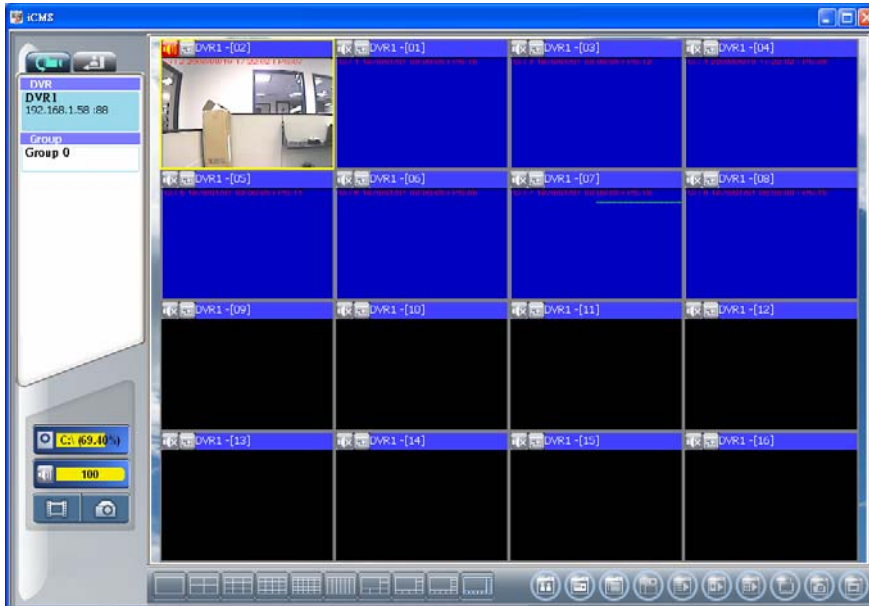 iCMS
DVR
DVR1
192.168.1.58 :88
Group
Group 0
C:\ (69.40%)
100
DVR1 -[02]
DVR1 -[01]
DVR1 -[03]
DVR1 -[04]
DVR1 -[05]
DVR1 -[06]
DVR1 -[07]
DVR1 -[08]
DVR1 -[09]
DVR1 -[10]
DVR1 -[11]
DVR1 -[12]
DVR1 -[13]
DVR1 -[14]
DVR1 -[15]
DVR1 -[16]